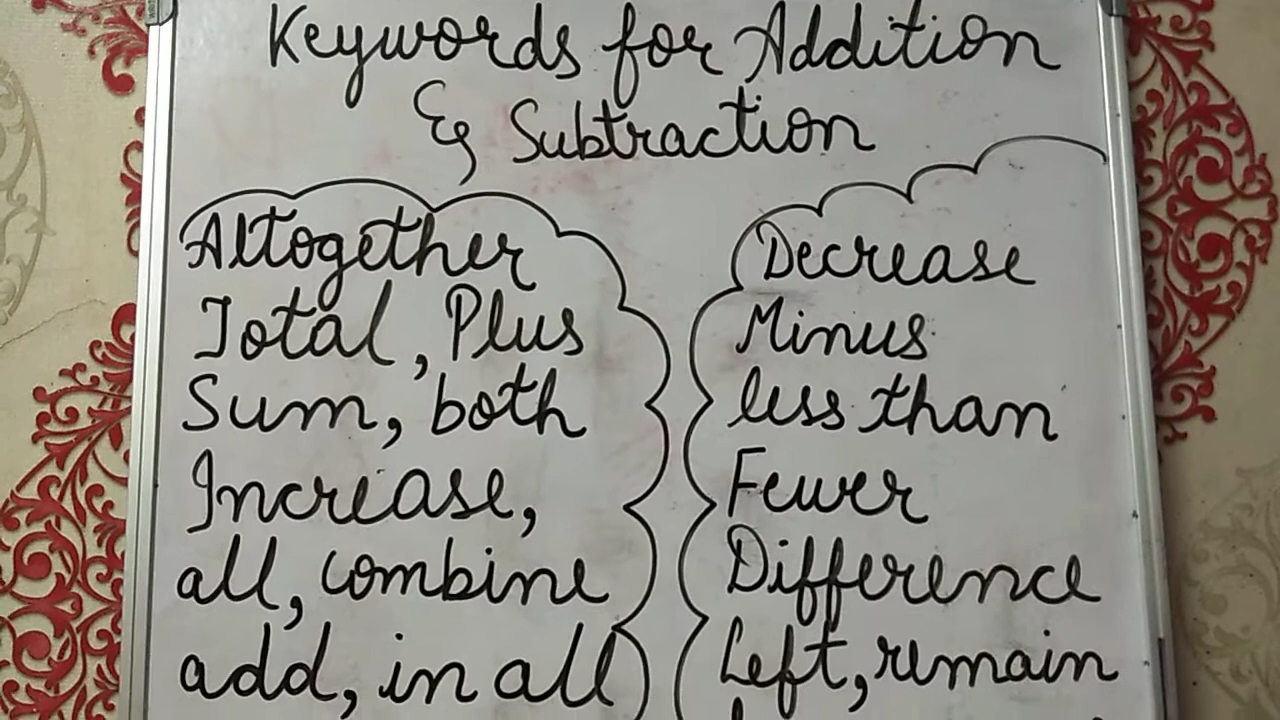 Keywords for Addition
& Subtraction
Altogether
Total, Plus
Sum, both
Increase,
all, combine
add, in all
Decrease
Minus
less than
Fewer
Difference
Left, remain